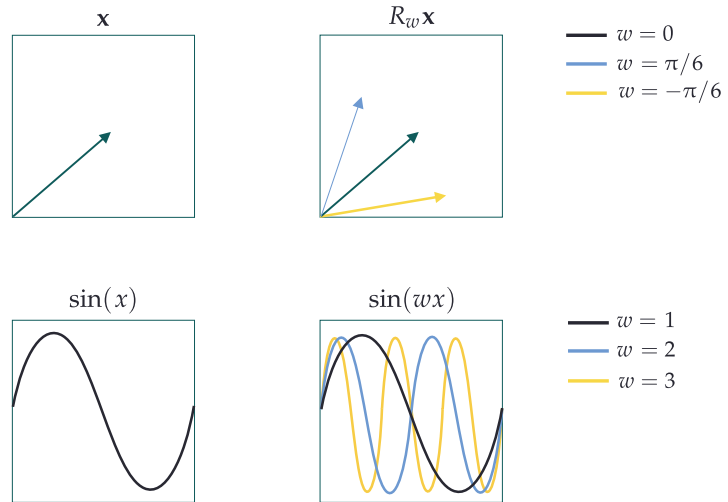 x
R_w x
w = 0
w = π/6
w = −π/6
sin(x)
sin(wx)
w = 1
w = 2
w = 3